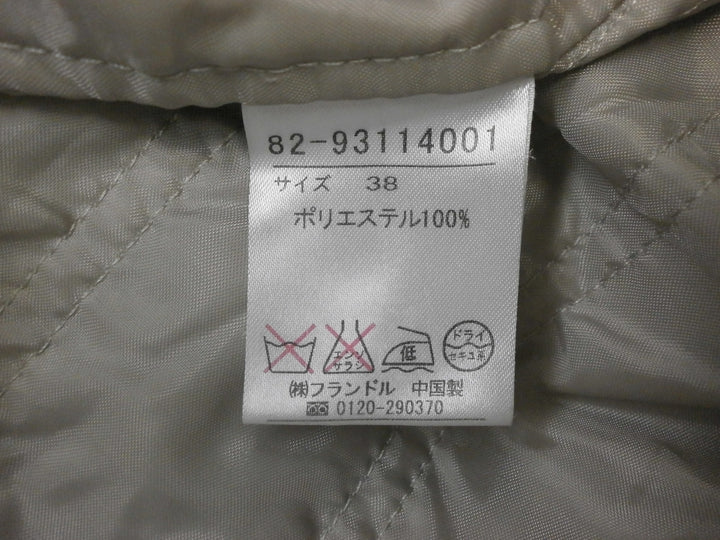 82-93114001
サイズ 38
ポリエステル100%
エンソ サラシ 低 ドライ セキユ系
㈱フランドル 中国製
0120-290370